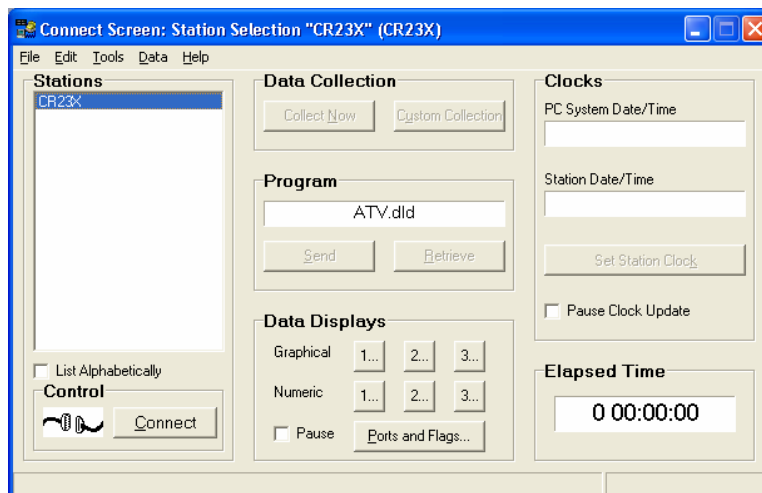 Connect Screen: Station Selection "CR23X" (CR23X)
File Edit Tools Data Help
Stations
CR23X
List Alphabetically
Control
Connect
Data Collection
Collect Now Custom Collection
Program
ATV.dld
Send Retrieve
Data Displays
Graphical 1... 2... 3...
Numeric 1... 2... 3...
Pause Ports and Flags...
Clocks
PC System Date/Time
Station Date/Time
Set Station Clock
Pause Clock Update
Elapsed Time
0 00:00:00